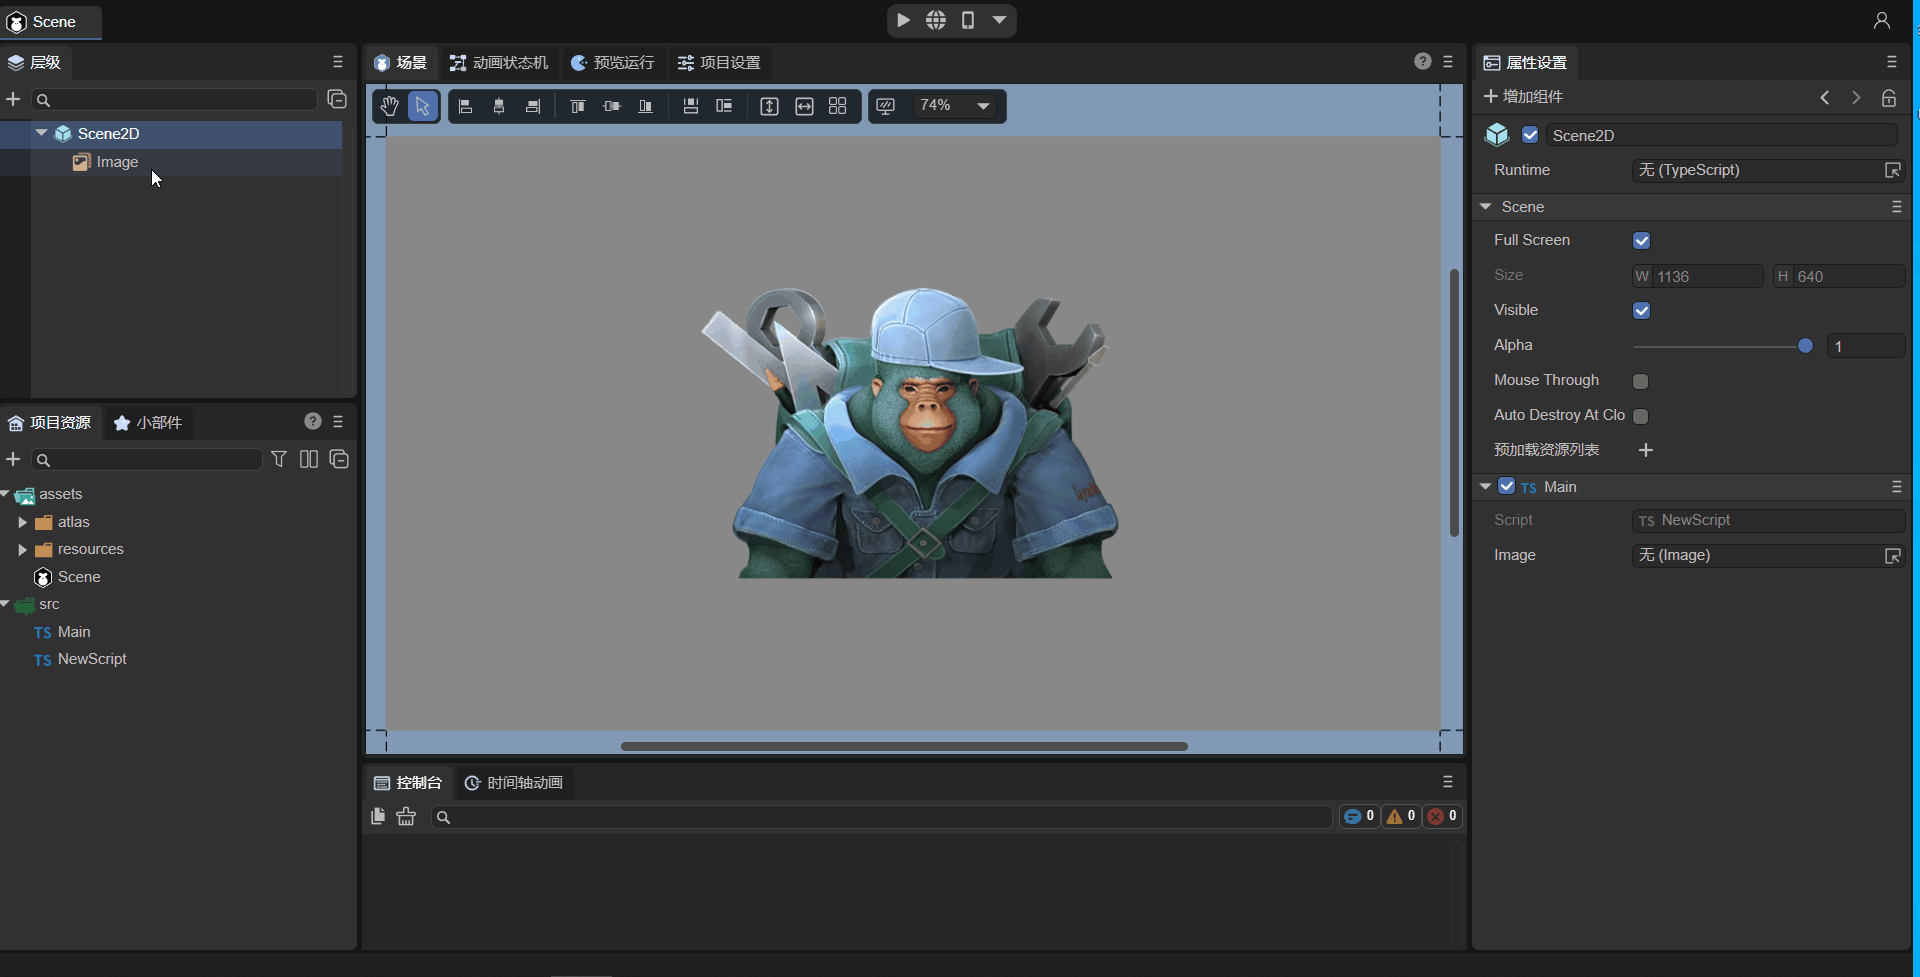 Scene
层级
Scene2D
Image
项目资源
小部件
assets
atlas
resources
Scene
src
TS Main
TS NewScript
场景
动画状态机
预览运行
项目设置
74%
控制台
时间轴动画
0
0
0
属性设置
增加组件
Scene2D
Runtime
无 (TypeScript)
Scene
Full Screen
Size
W 1136
H 640
Visible
Alpha
1
Mouse Through
Auto Destroy At Clo
预加载资源列表
TS Main
Script
TS NewScript
Image
无 (Image)